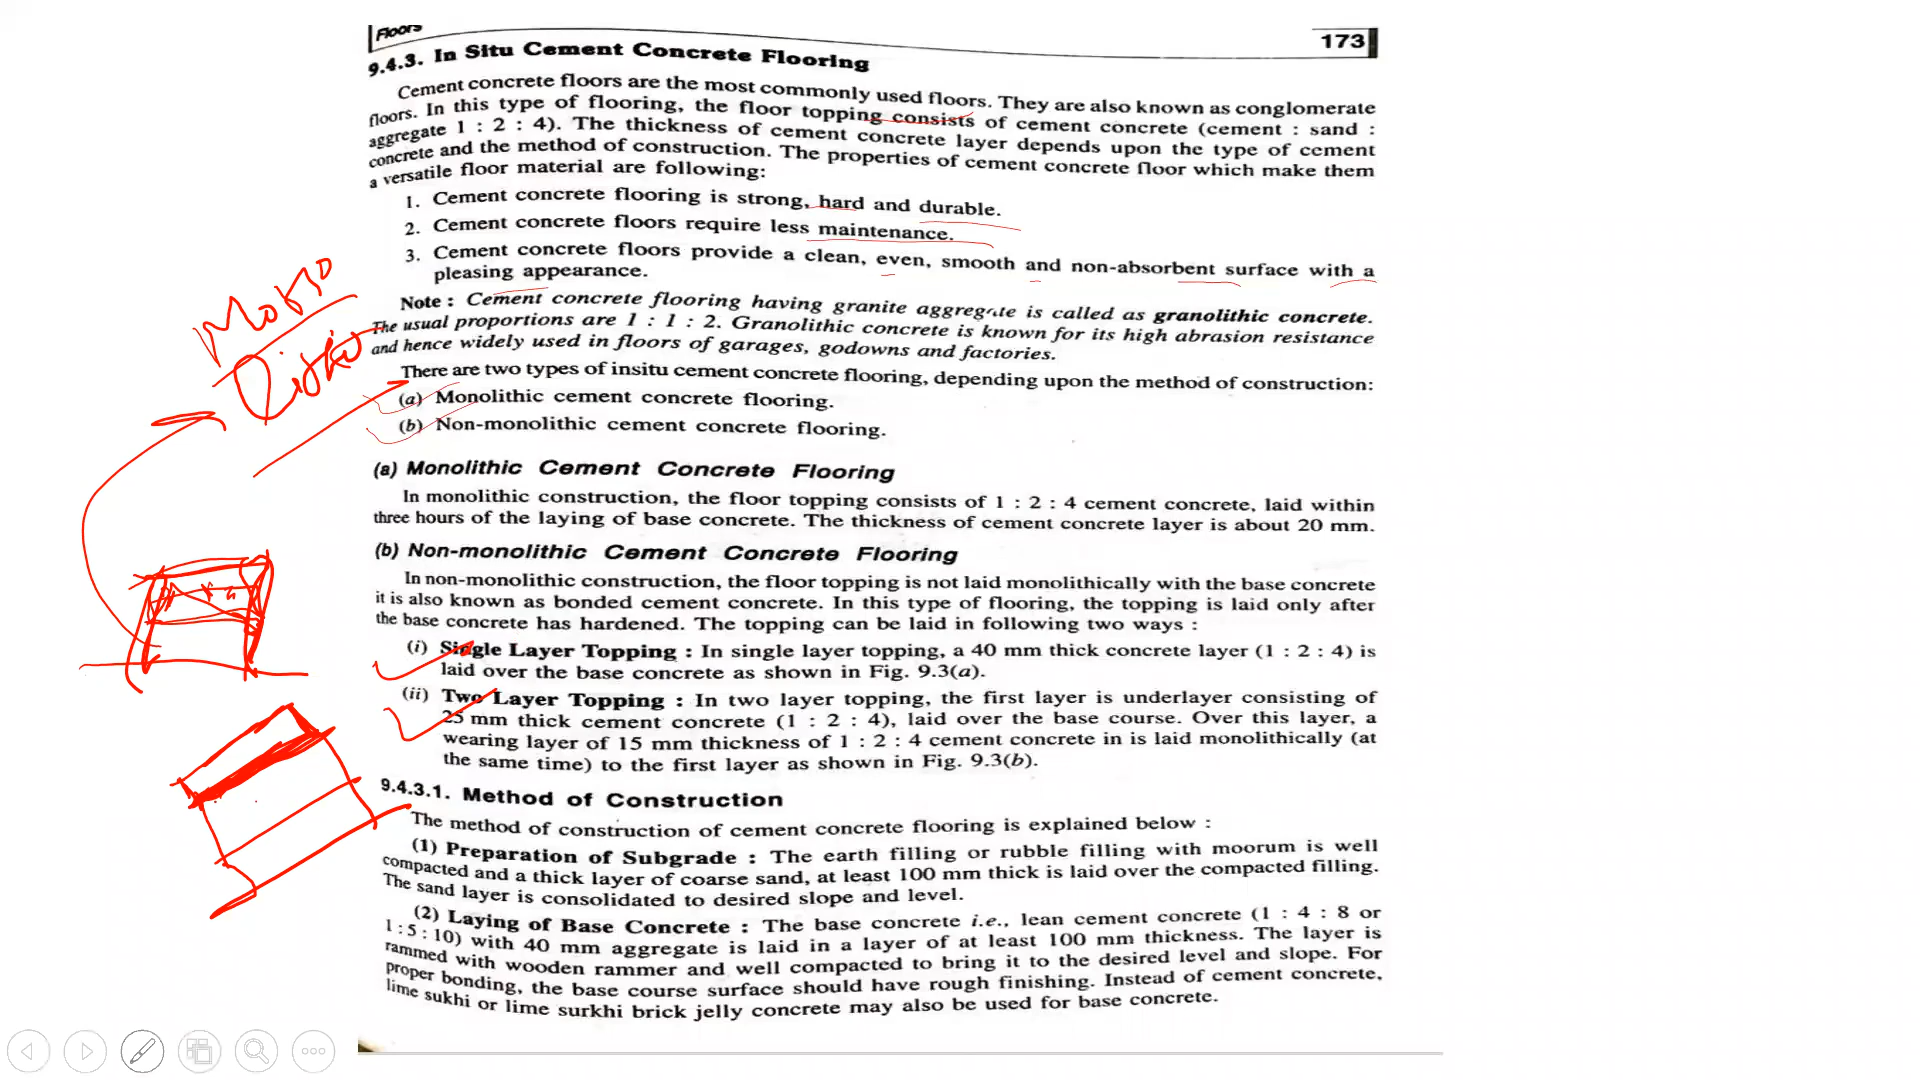 Floors
173
9.4.3. In Situ Cement Concrete Flooring
Cement concrete floors are the most commonly used floors. They are also known as conglomerate
floors. In this type of flooring, the floor topping consists of cement concrete (cement : sand :
aggregate 1 : 2 : 4). The thickness of cement concrete layer depends upon the type of cement
concrete and the method of construction. The properties of cement concrete floor which make them
a versatile floor material are following:
1. Cement concrete flooring is strong, hard and durable.
2. Cement concrete floors require less maintenance.
3. Cement concrete floors provide a clean, even, smooth and non-absorbent surface with a
pleasing appearance.
Note : Cement concrete flooring having granite aggregate is called as granolithic concrete.
The usual proportions are 1 : 1 : 2. Granolithic concrete is known for its high abrasion resistance
and hence widely used in floors of garages, godowns and factories.
There are two types of insitu cement concrete flooring, depending upon the method of construction:
(a) Monolithic cement concrete flooring.
(b) Non-monolithic cement concrete flooring.
(a) Monolithic Cement Concrete Flooring
In monolithic construction, the floor topping consists of 1 : 2 : 4 cement concrete, laid within
three hours of the laying of base concrete. The thickness of cement concrete layer is about 20 mm.
(b) Non-monolithic Cement Concrete Flooring
In non-monolithic construction, the floor topping is not laid monolithically with the base concrete
it is also known as bonded cement concrete. In this type of flooring, the topping is laid only after
the base concrete has hardened. The topping can be laid in following two ways :
(i) Single Layer Topping : In single layer topping, a 40 mm thick concrete layer (1 : 2 : 4) is
laid over the base concrete as shown in Fig. 9.3(a).
(ii) Two Layer Topping : In two layer topping, the first layer is underlayer consisting of
25 mm thick cement concrete (1 : 2 : 4), laid over the base course. Over this layer, a
wearing layer of 15 mm thickness of 1 : 2 : 4 cement concrete in is laid monolithically (at
the same time) to the first layer as shown in Fig. 9.3(b).
9.4.3.1. Method of Construction
The method of construction of cement concrete flooring is explained below :
(1) Preparation of Subgrade : The earth filling or rubble filling with moorum is well
compacted and a thick layer of coarse sand, at least 100 mm thick is laid over the compacted filling.
The sand layer is consolidated to desired slope and level.
(2) Laying of Base Concrete : The base concrete i.e., lean cement concrete (1 : 4 : 8 or
1 : 5 : 10) with 40 mm aggregate is laid in a layer of at least 100 mm thickness. The layer is
rammed with wooden rammer and well compacted to bring it to the desired level and slope. For
proper bonding, the base course surface should have rough finishing. Instead of cement concrete,
lime sukhi or lime surkhi brick jelly concrete may also be used for base concrete.